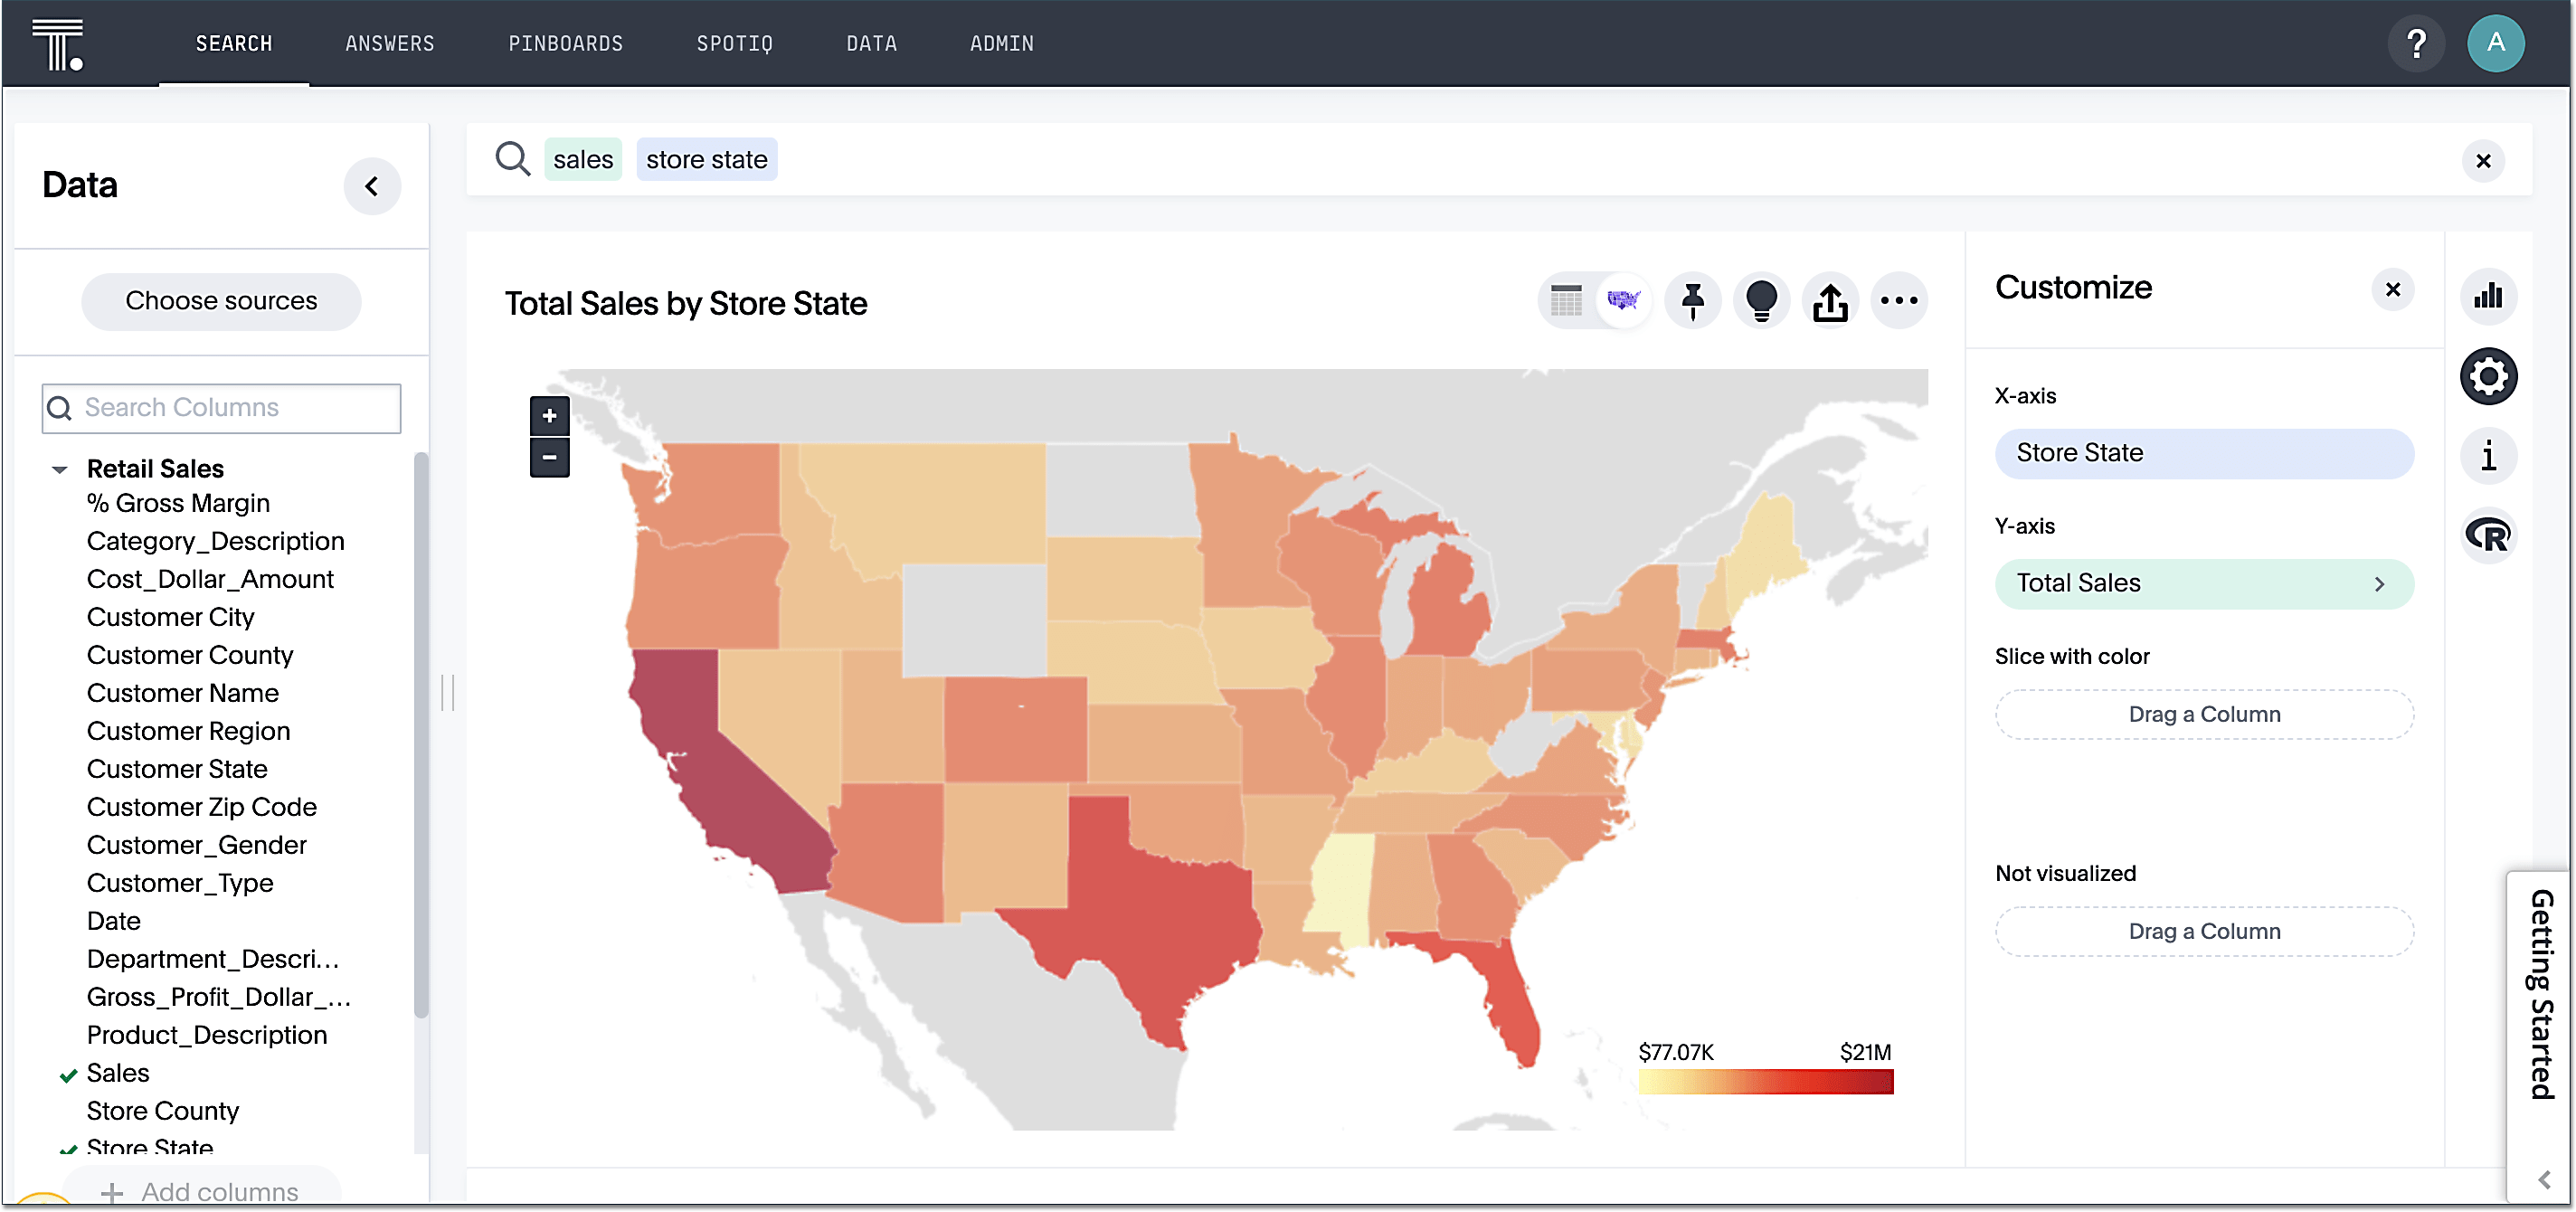 SEARCH ANSWERS PINBOARDS SPOTIQ DATA ADMIN ? A
Data
Choose sources
Search Columns
Retail Sales
% Gross Margin
Category_Description
Cost_Dollar_Amount
Customer City
Customer County
Customer Name
Customer Region
Customer State
Customer Zip Code
Customer_Gender
Customer_Type
Date
Department_Descri...
Gross_Profit_Dollar_...
Product_Description
Sales
Store County
Store State
+ Add columns
sales store state
Total Sales by Store State
+
−
$77.07K $21M
Customize
X-axis
Store State
Y-axis
Total Sales
Slice with color
Drag a Column
Not visualized
Drag a Column
i
R
Getting Started